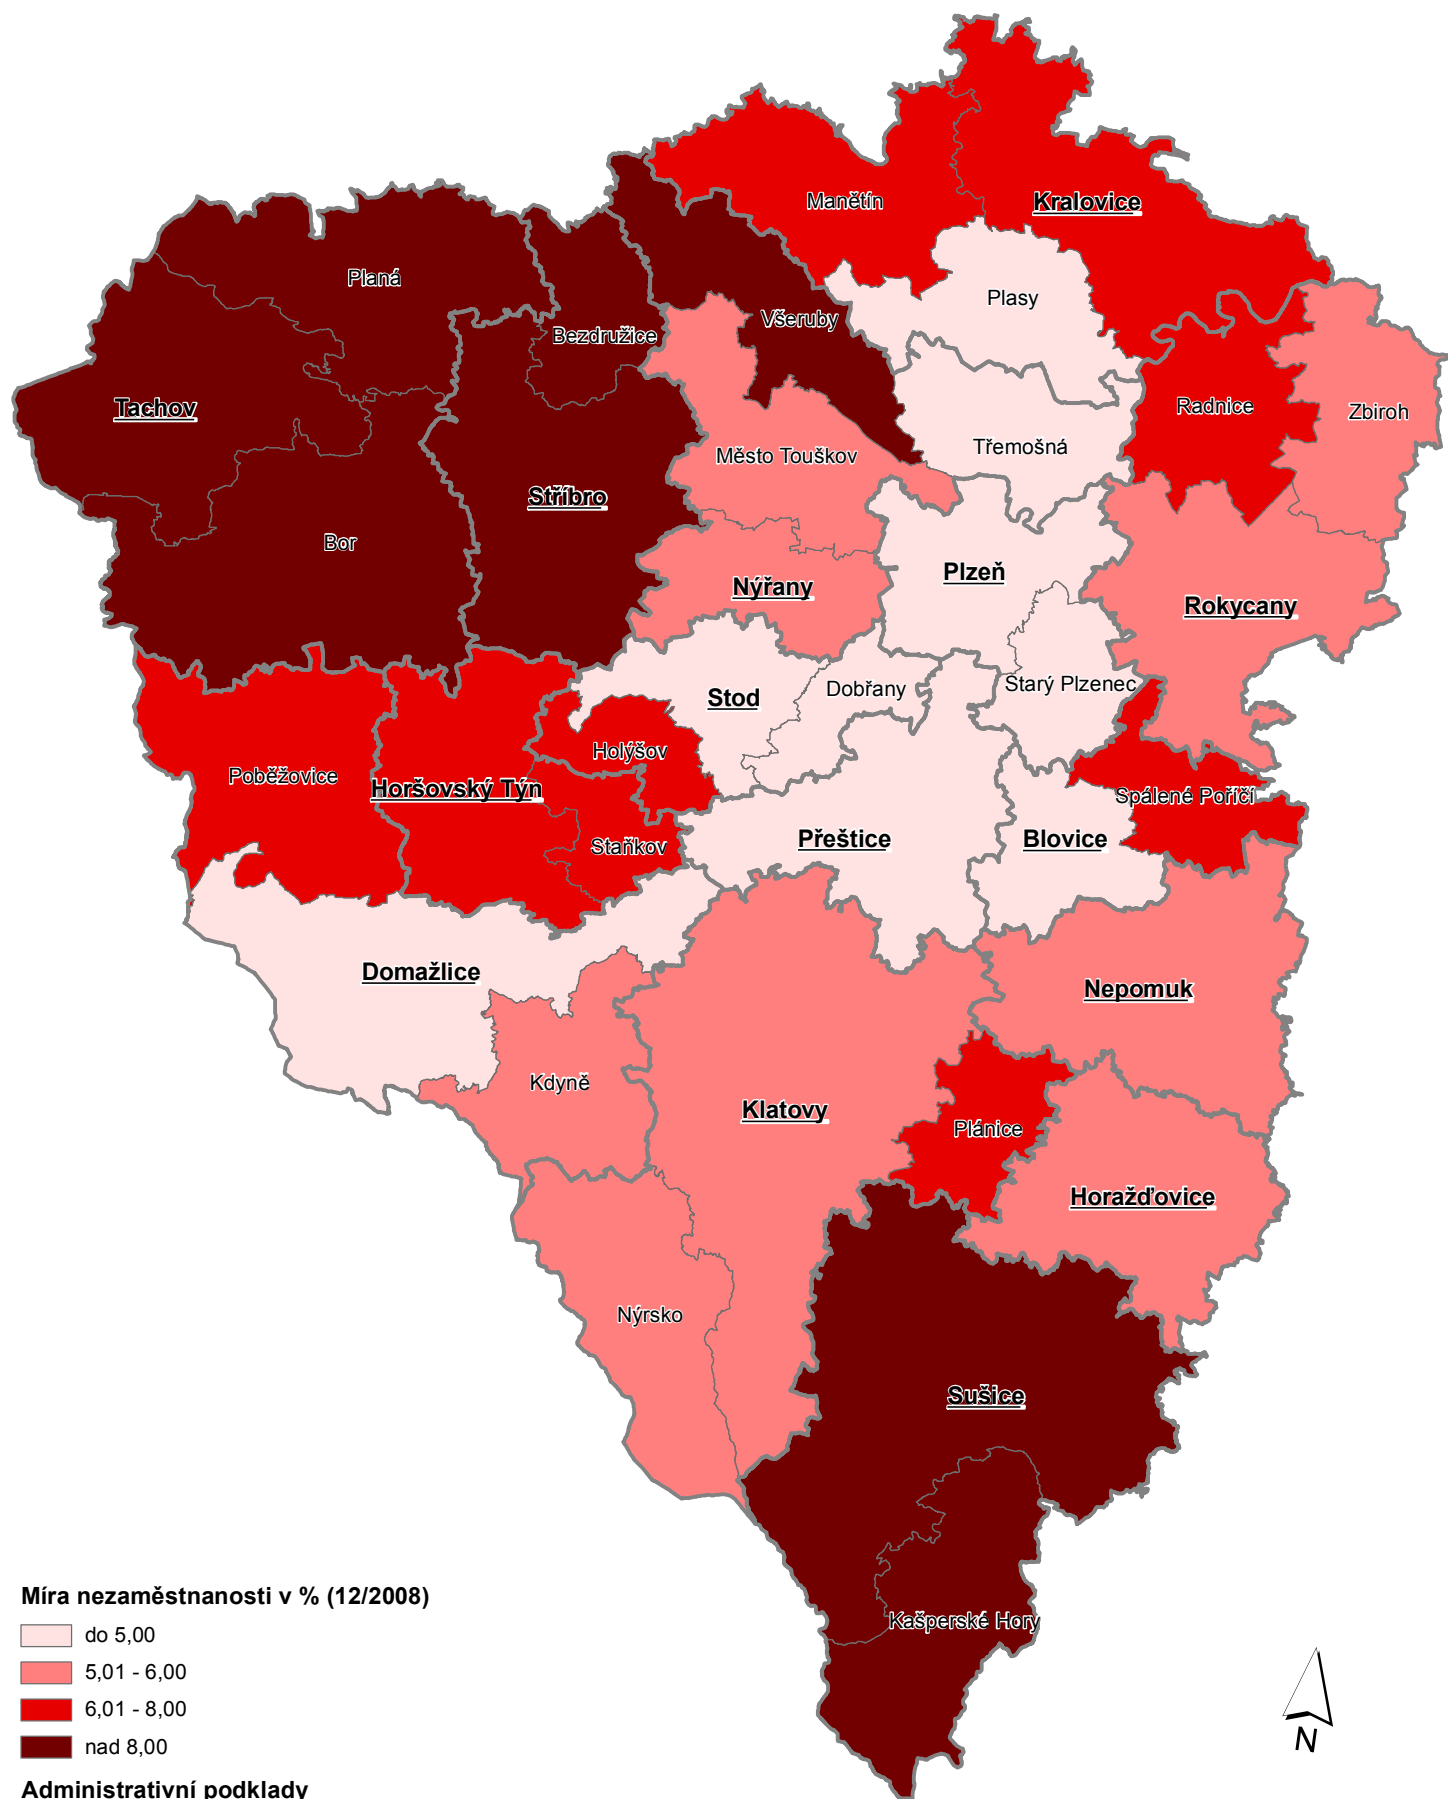 Manětín
Kralovice
Planá
Plasy
Všeruby
Bezdružice
Tachov
Radnice
Zbiroh
Třemošná
Město Touškov
Stříbro
Bor
Plzeň
Nýřany
Rokycany
Starý Plzenec
Dobřany
Stod
Holýšov
Poběžovice
Horšovský Týn
Spálené Poříčí
Přeštice
Blovice
Staňkov
Domažlice
Nepomuk
Kdyně
Klatovy
Plánice
Horažďovice
Nýrsko
Sušice
Kašperské Hory
Míra nezaměstnanosti v % (12/2008)
do 5,00
5,01 - 6,00
6,01 - 8,00
nad 8,00
Administrativní podklady
N